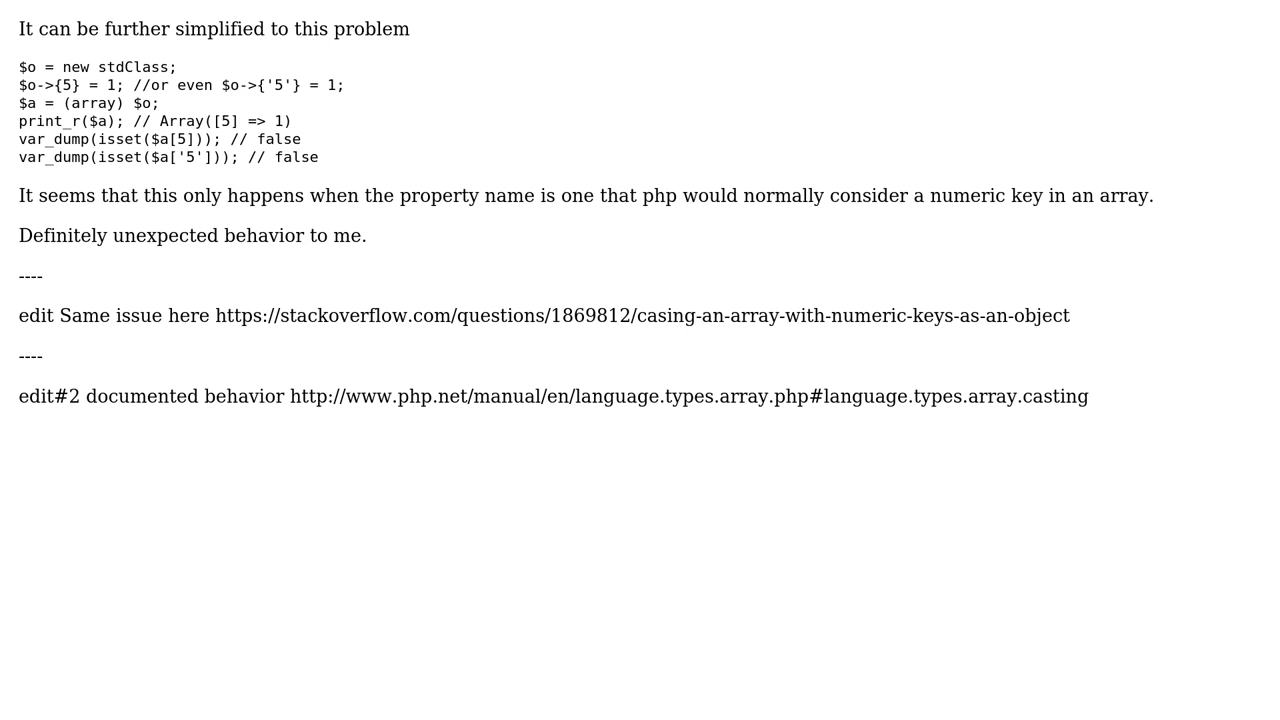 It can be further simplified to this problem
$o = new stdClass;
$o->{5} = 1; //or even $o->{'5'} = 1;
$a = (array) $o;
print_r($a); // Array([5] => 1)
var_dump(isset($a[5])); // false
var_dump(isset($a['5'])); // false
It seems that this only happens when the property name is one that php would normally consider a numeric key in an array.
Definitely unexpected behavior to me.
----
edit Same issue here https://stackoverflow.com/questions/1869812/casing-an-array-with-numeric-keys-as-an-object
----
edit#2 documented behavior http://www.php.net/manual/en/language.types.array.php#language.types.array.casting